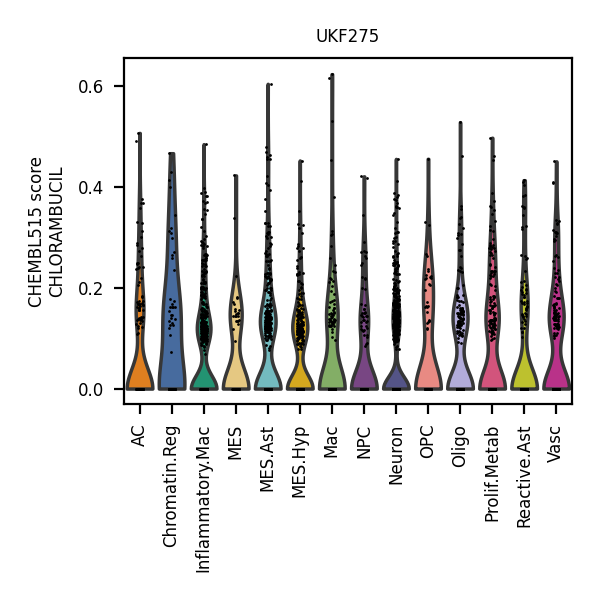 UKF275
CHEMBL515 score
CHLORAMBUCIL
0.6
0.4
0.2
0.0
AC
Chromatin.Reg
Inflammatory.Mac
MES
MES.Ast
MES.Hyp
Mac
NPC
Neuron
OPC
Oligo
Prolif.Metab
Reactive.Ast
Vasc